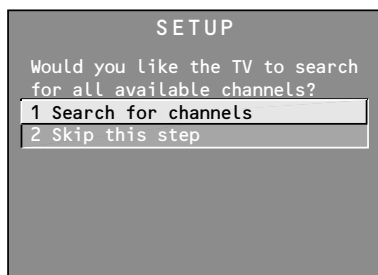 SETUP
Would you like the TV to search
for all available channels?
1 Search for channels
2 Skip this step